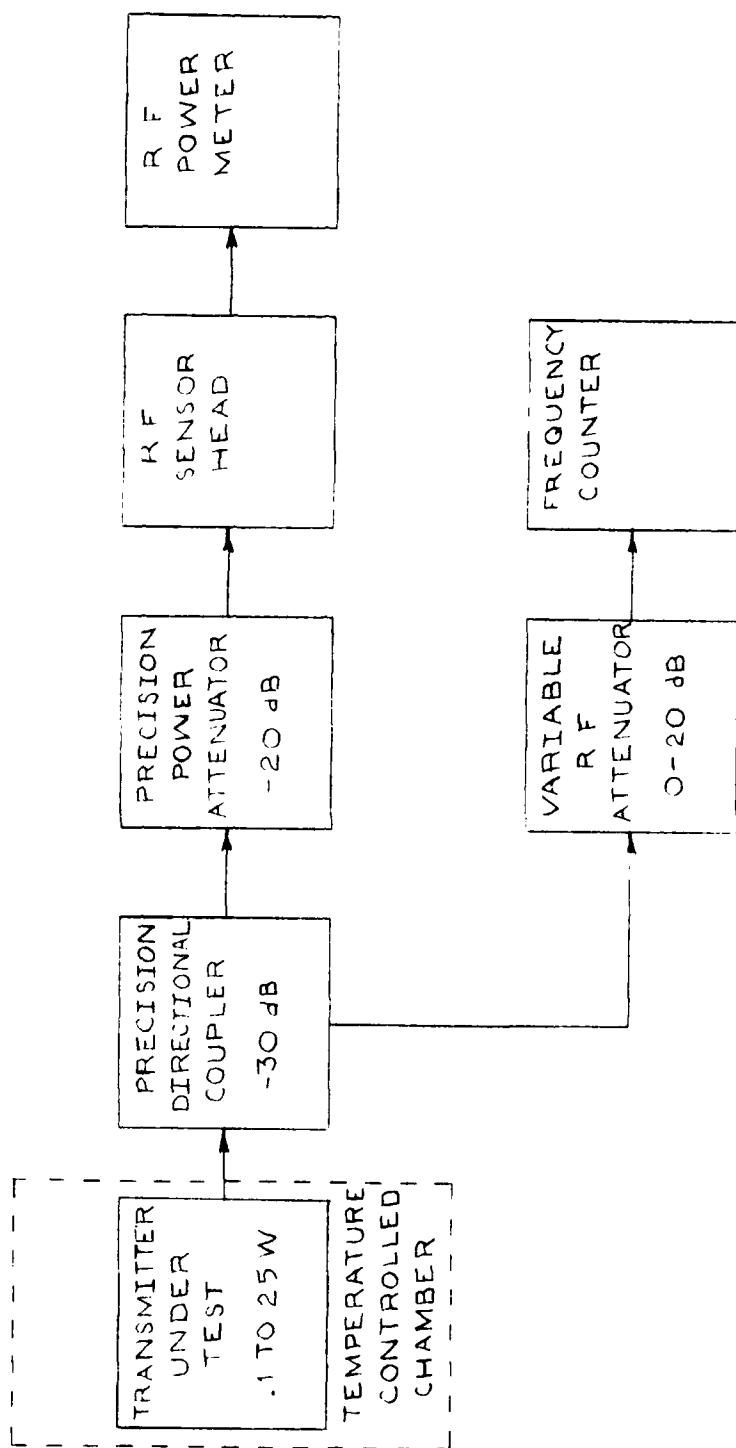 TRANSMITTER
UNDER
TEST
.1 TO 25W
TEMPERATURE
CONTROLLED
CHAMBER
PRECISION
DIRECTIONAL
COUPLER
-30 dB
PRECISION
POWER
ATTENUATOR
-20 dB
RF
SENSOR
HEAD
RF
POWER
METER
VARIABLE
RF
ATTENUATOR
0-20 dB
FREQUENCY
COUNTER